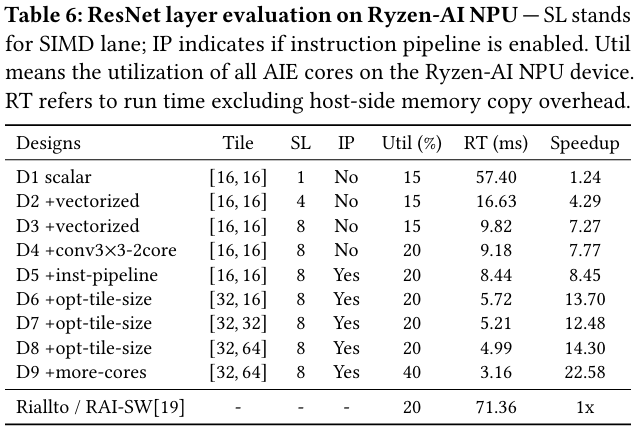 Table 6: ResNet layer evaluation on Ryzen-AI NPU — SL stands
for SIMD lane; IP indicates if instruction pipeline is enabled. Util
means the utilization of all AIE cores on the Ryzen-AI NPU device.
RT refers to run time excluding host-side memory copy overhead.
Designs Tile SL IP Util (%) RT (ms) Speedup
D1 scalar [16, 16] 1 No 15 57.40 1.24
D2 +vectorized [16, 16] 4 No 15 16.63 4.29
D3 +vectorized [16, 16] 8 No 15 9.82 7.27
D4 +conv3×3-2core [16, 16] 8 No 20 9.18 7.77
D5 +inst-pipeline [16, 16] 8 Yes 20 8.44 8.45
D6 +opt-tile-size [32, 16] 8 Yes 20 5.72 13.70
D7 +opt-tile-size [32, 32] 8 Yes 20 5.21 12.48
D8 +opt-tile-size [32, 64] 8 Yes 20 4.99 14.30
D9 +more-cores [32, 64] 8 Yes 40 3.16 22.58
Riallto / RAI-SW[19] - - - 20 71.36 1x